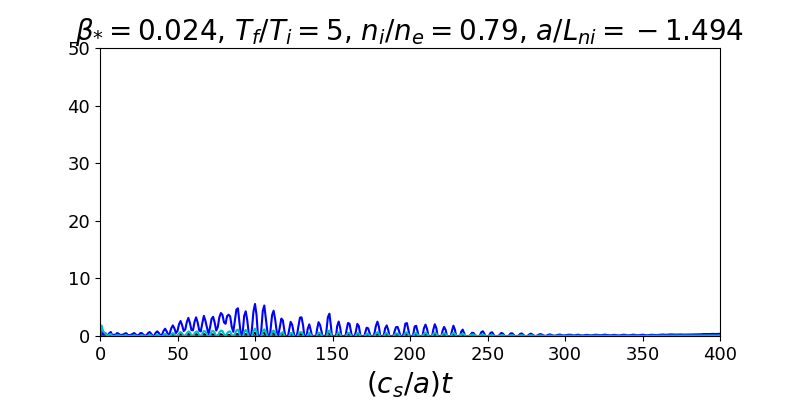 β* = 0.024, T_f/T_i = 5, n_i/n_e = 0.79, a/L_ni = − 1.494
50
40
30
20
10
0
0 50 100 150 200 250 300 350 400
(c_s/a)t